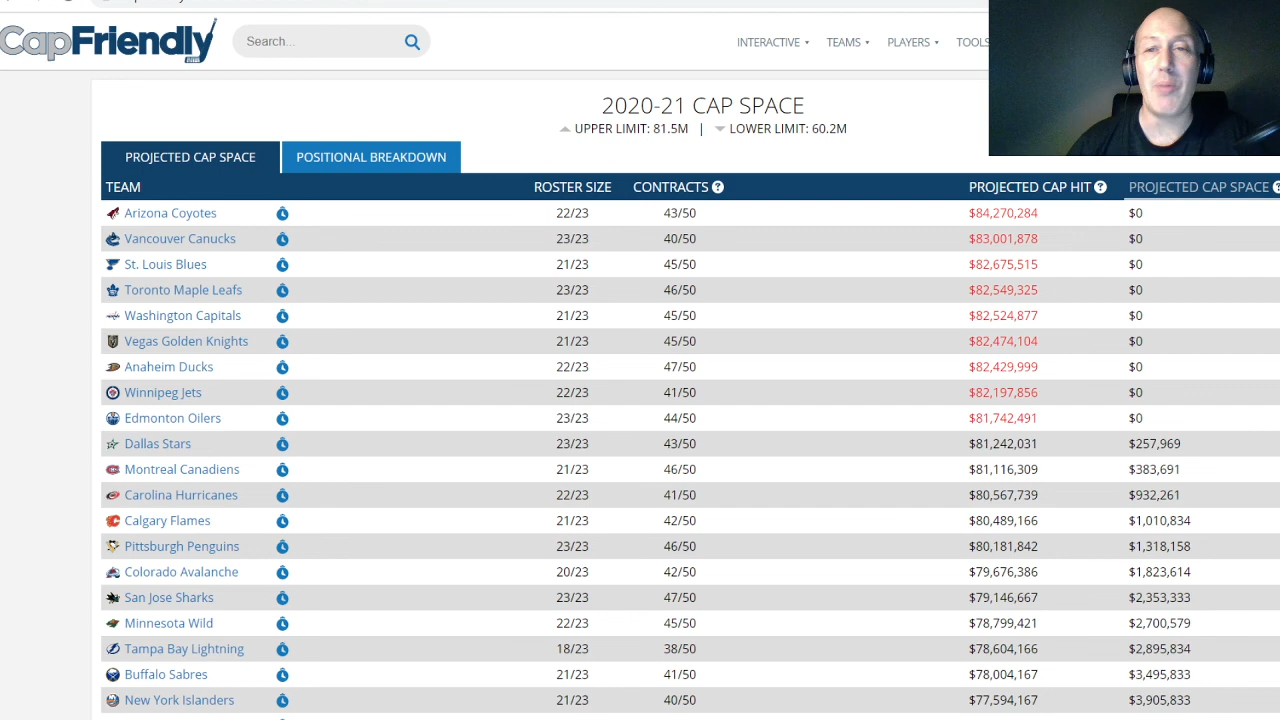 CapFriendly
Search...
INTERACTIVE
TEAMS
PLAYERS
TOOLS
2020-21 CAP SPACE
UPPER LIMIT: 81.5M | LOWER LIMIT: 60.2M
PROJECTED CAP SPACE
POSITIONAL BREAKDOWN
TEAM ROSTER SIZE CONTRACTS ? PROJECTED CAP HIT ? PROJECTED CAP SPACE ?
Arizona Coyotes 22/23 43/50 $84,270,284 $0
Vancouver Canucks 23/23 40/50 $83,001,878 $0
St. Louis Blues 21/23 45/50 $82,675,515 $0
Toronto Maple Leafs 23/23 46/50 $82,549,325 $0
Washington Capitals 21/23 45/50 $82,524,877 $0
Vegas Golden Knights 21/23 45/50 $82,474,104 $0
Anaheim Ducks 22/23 47/50 $82,429,999 $0
Winnipeg Jets 22/23 41/50 $82,197,856 $0
Edmonton Oilers 23/23 44/50 $81,742,491 $0
Dallas Stars 23/23 43/50 $81,242,031 $257,969
Montreal Canadiens 21/23 46/50 $81,116,309 $383,691
Carolina Hurricanes 22/23 41/50 $80,567,739 $932,261
Calgary Flames 21/23 42/50 $80,489,166 $1,010,834
Pittsburgh Penguins 23/23 46/50 $80,181,842 $1,318,158
Colorado Avalanche 20/23 42/50 $79,676,386 $1,823,614
San Jose Sharks 23/23 47/50 $79,146,667 $2,353,333
Minnesota Wild 22/23 45/50 $78,799,421 $2,700,579
Tampa Bay Lightning 18/23 38/50 $78,604,166 $2,895,834
Buffalo Sabres 21/23 41/50 $78,004,167 $3,495,833
New York Islanders 21/23 40/50 $77,594,167 $3,905,833